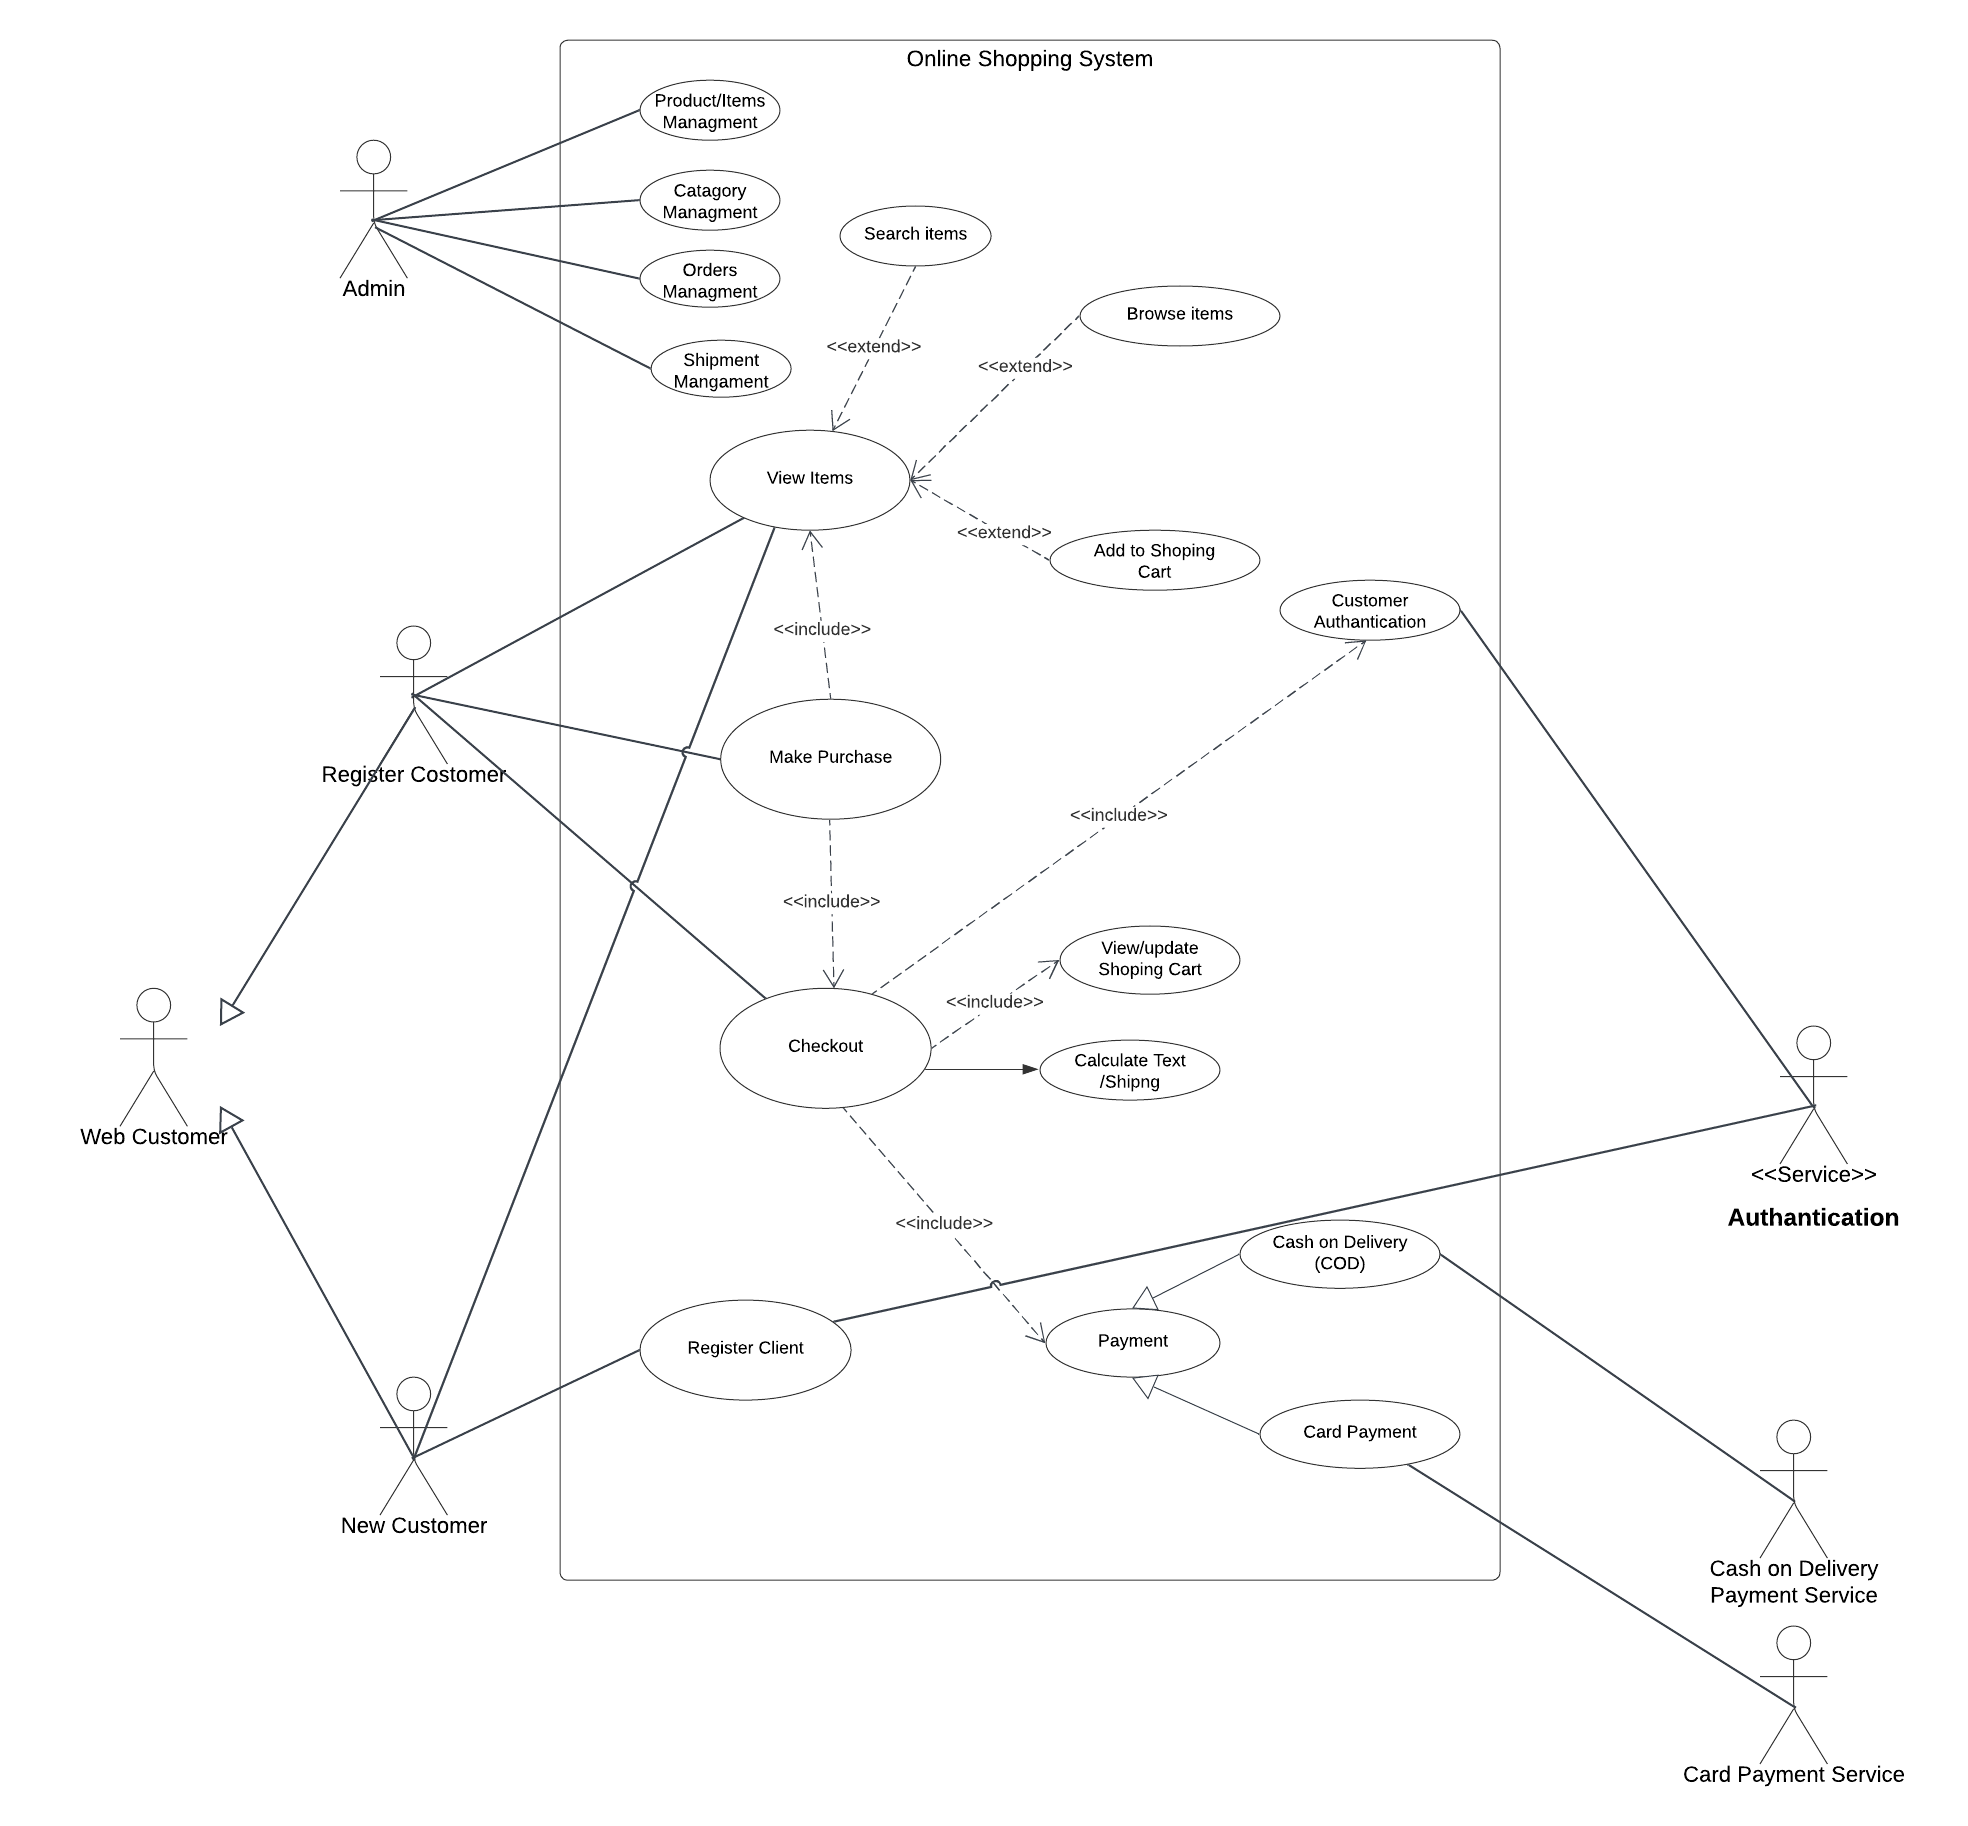 Online Shopping System
Product/Items
Managment
Catagory
Managment
Search items
Orders
Managment
Admin
Browse items
<<extend>>
Shipment
Mangament
<<extend>>
View Items
<<extend>>
Add to Shoping
Cart
Customer
Authantication
<<include>>
Make Purchase
Register Costomer
<<include>>
<<include>>
View/update
Shoping Cart
<<include>>
Checkout
Calculate Text
/Shipng
Web Customer
<<Service>>
Authantication
<<include>>
Cash on Delivery
(COD)
Register Client
Payment
Card Payment
New Customer
Cash on Delivery
Payment Service
Card Payment Service